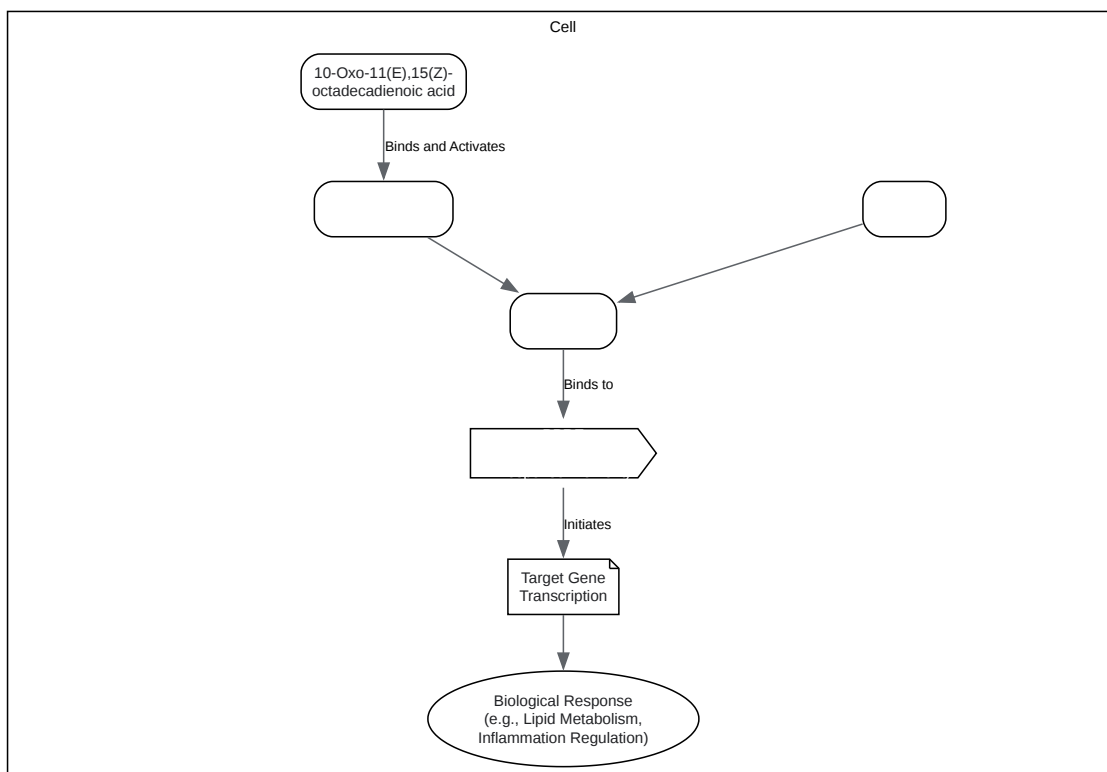 Cell
10-Oxo-11(E),15(Z)-
octadecadienoic acid
Binds and Activates
Binds to
Initiates
Target Gene
Transcription
Biological Response
(e.g., Lipid Metabolism,
Inflammation Regulation)